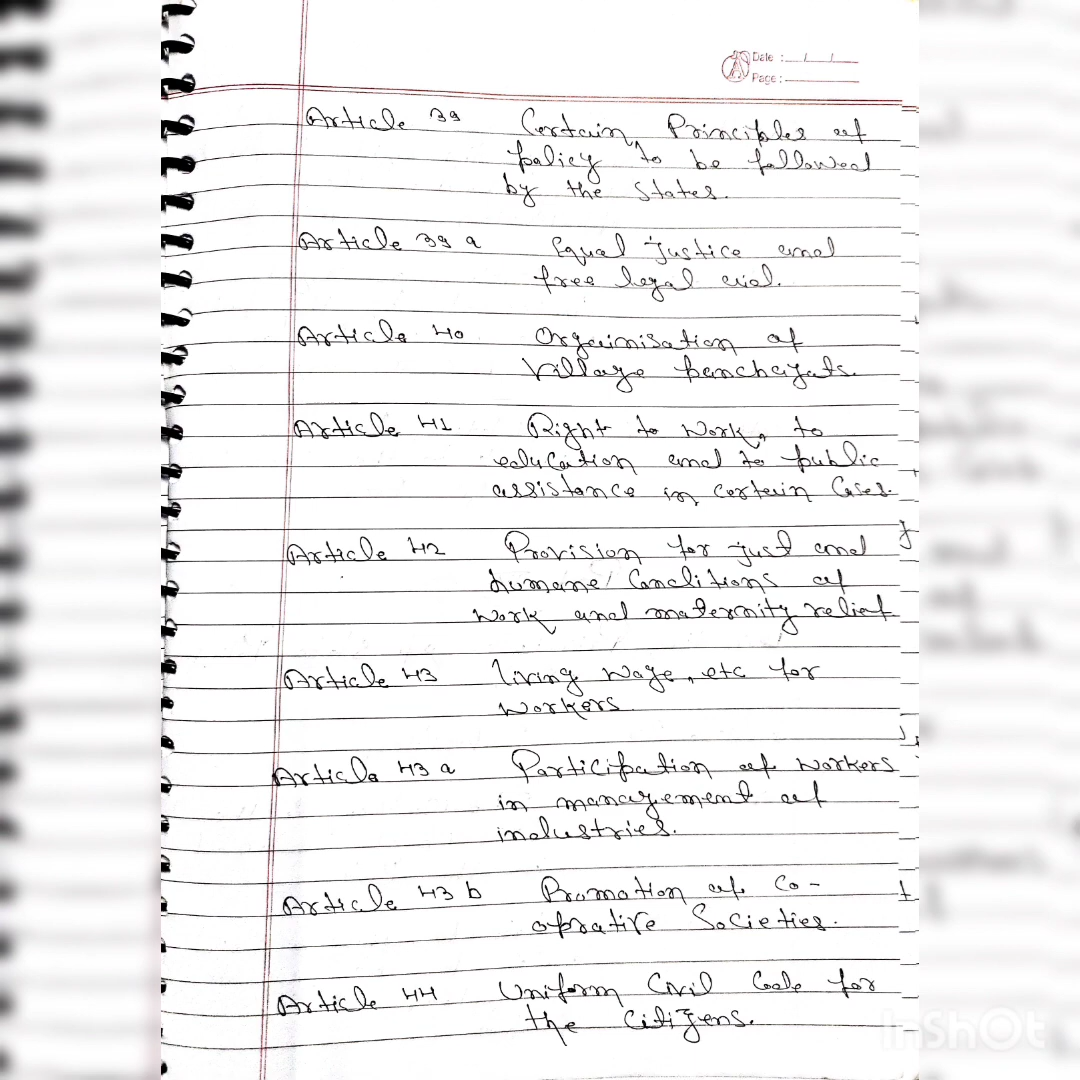 Date : / /
Page :
Article 39 Certain Principles of
policy to be followed
by the States.
Article 39 a Equal justice and
free legal aid.
Article 40 Orgainisation of
Village panchayats.
Article 41 Right to work, to
education and to public
assistance in certain Cases.
Article 42 Provision for just and
humane Conditions of
work and maternity relief
Article 43 living wage, etc for
workers
Article 43 a Participation of workers
in management of
industries.
Article 43 b Promotion of Co-
oprative Societies.
Article 44 Uniform Civil Code for
the Citizens.
InShOt